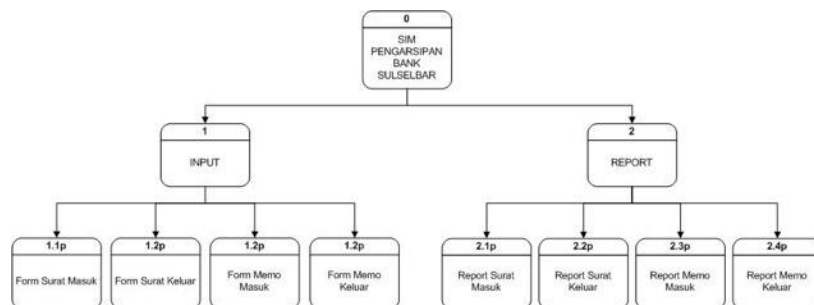 0
SIM
PENGARSIPAN
BANK
SULSELBAR
1
INPUT
2
REPORT
1.1p
Form Surat Masuk
1.2p
Form Surat Keluar
1.2p
Form Memo
Masuk
1.2p
Form Memo
Keluar
2.1p
Report Surat
Masuk
2.2p
Report Surat
Keluar
2.3p
Report Memo
Masuk
2.4p
Report Memo
Keluar